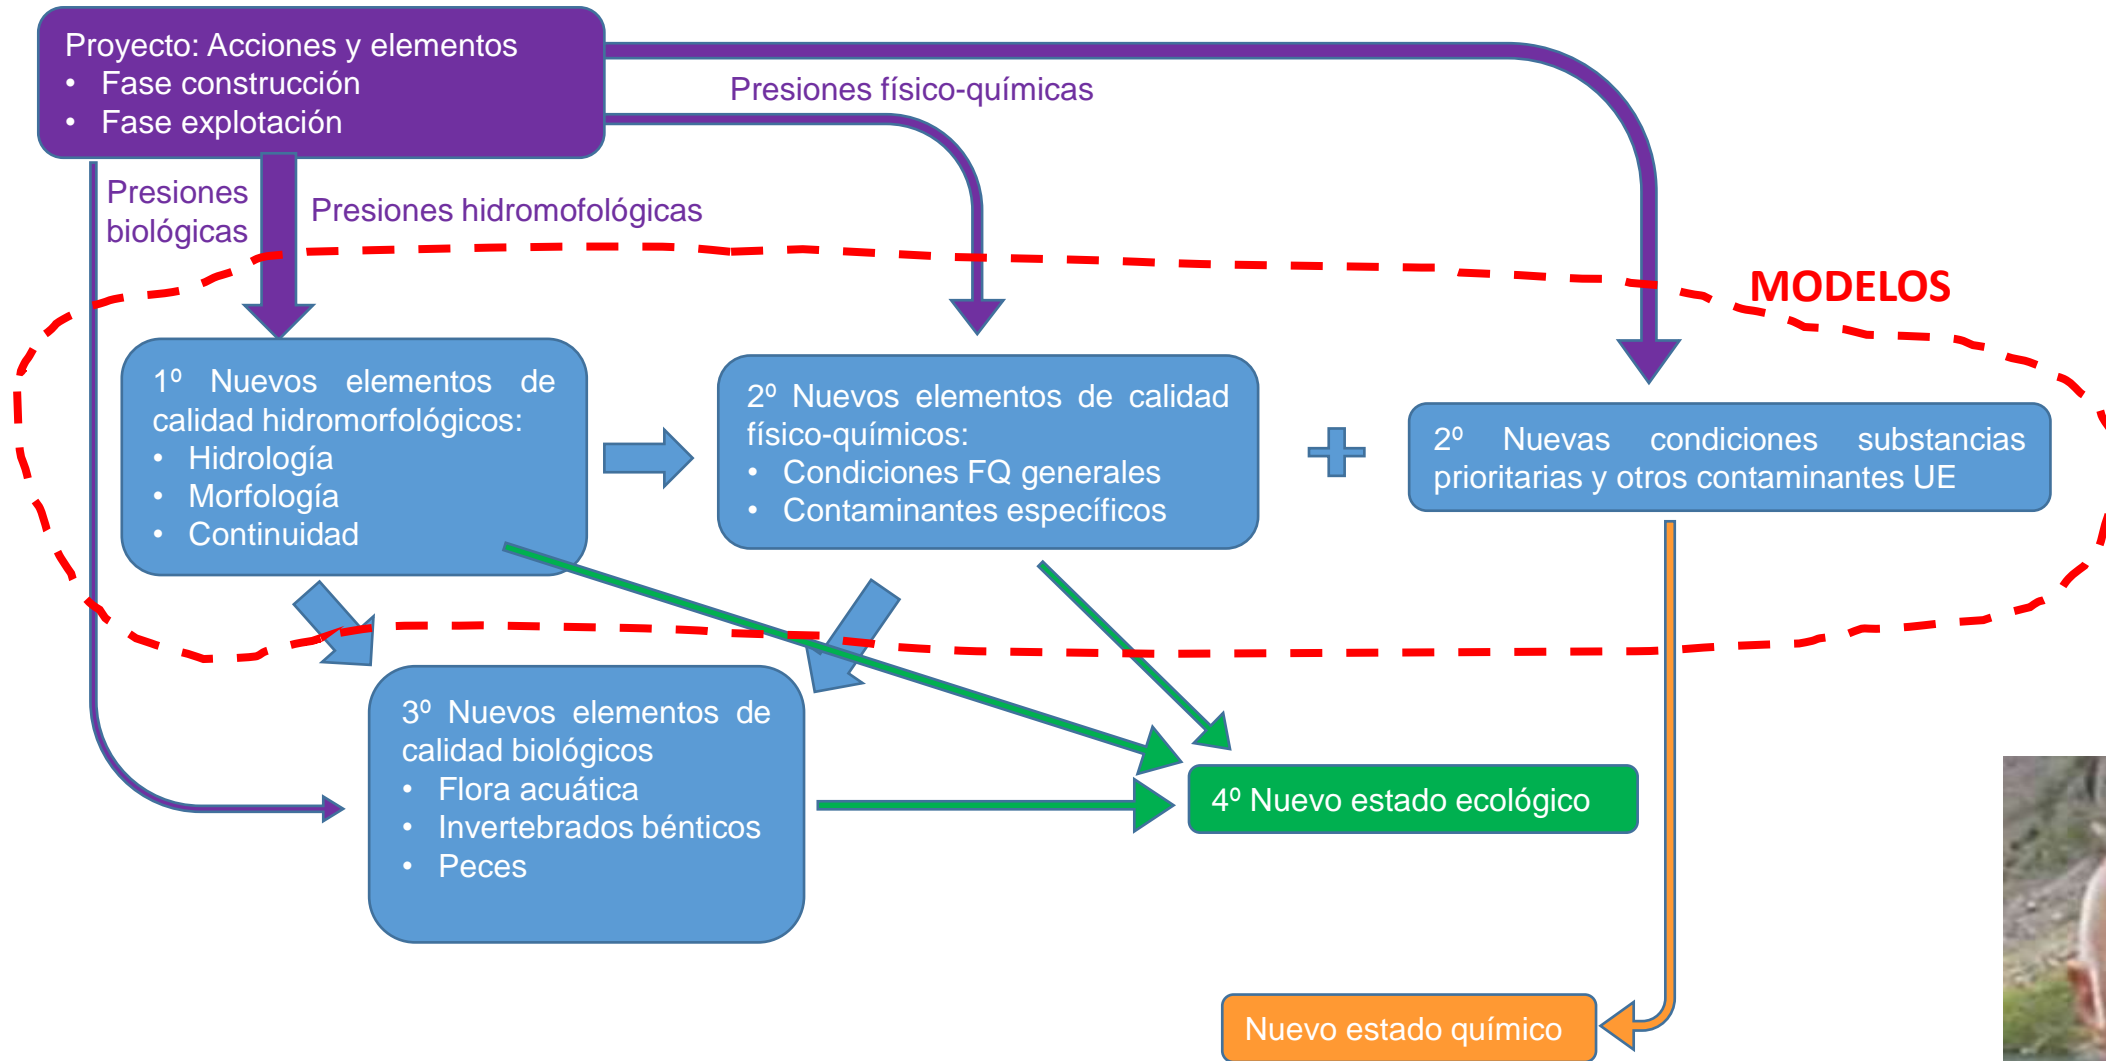 Proyecto: Acciones y elementos
• Fase construcción
• Fase explotación
Presiones físico-químicas
Presiones
biológicas
Presiones hidromofológicas
MODELOS
1º Nuevos elementos de
calidad hidromorfológicos:
• Hidrología
• Morfología
• Continuidad
2º Nuevos elementos de calidad
físico-químicos:
• Condiciones FQ generales
• Contaminantes específicos
2º Nuevas condiciones substancias
prioritarias y otros contaminantes UE
3º Nuevos elementos de
calidad biológicos
• Flora acuática
• Invertebrados bénticos
• Peces
4º Nuevo estado ecológico
Nuevo estado químico